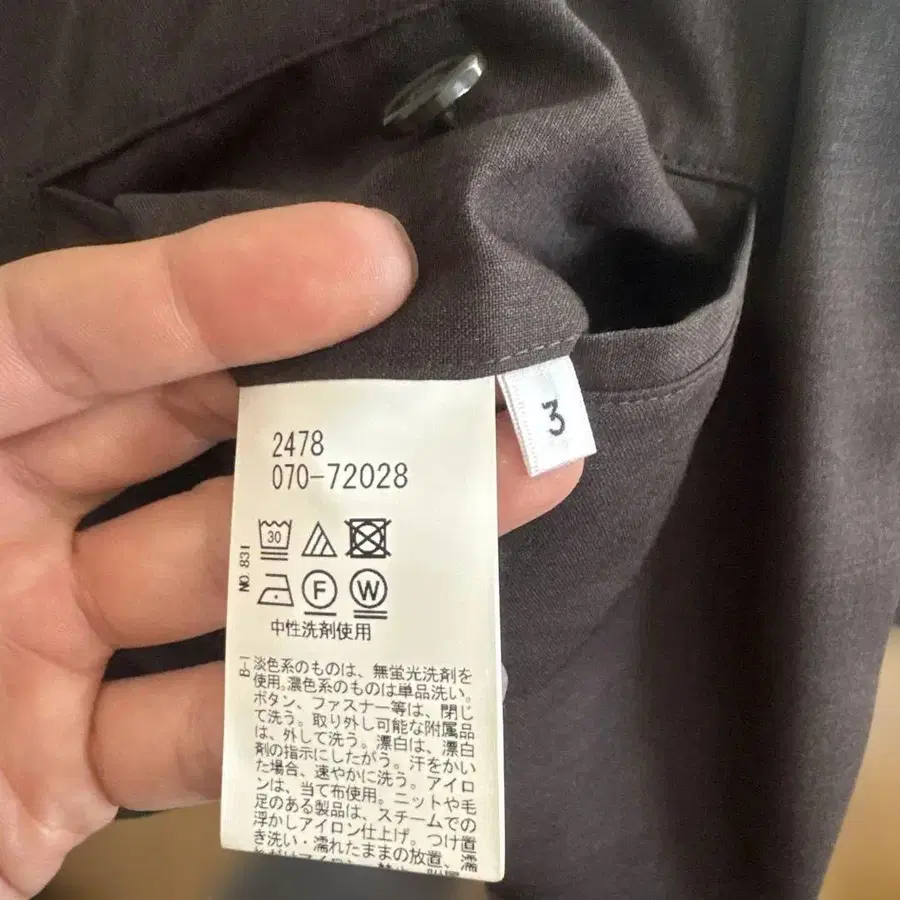 3
2478
070-72028
30
F W
中性洗剤使用
NO.831
B-1
淡色系のものは、無蛍光洗剤を
使用。濃色系のものは単品洗い。
ボタン、ファスナー等は、閉じ
て洗う。取り外し可能な附属品
は、外して洗う。漂白は、漂白
剤の指示にしたがう。汗をかい
た場合、速やかに洗う。アイロ
ンは、当て布使用。ニットや毛
足のある製品は、スチームでの
浮かしアイロン仕上げ。つけ置
き洗い・濡れたままの放置、濡